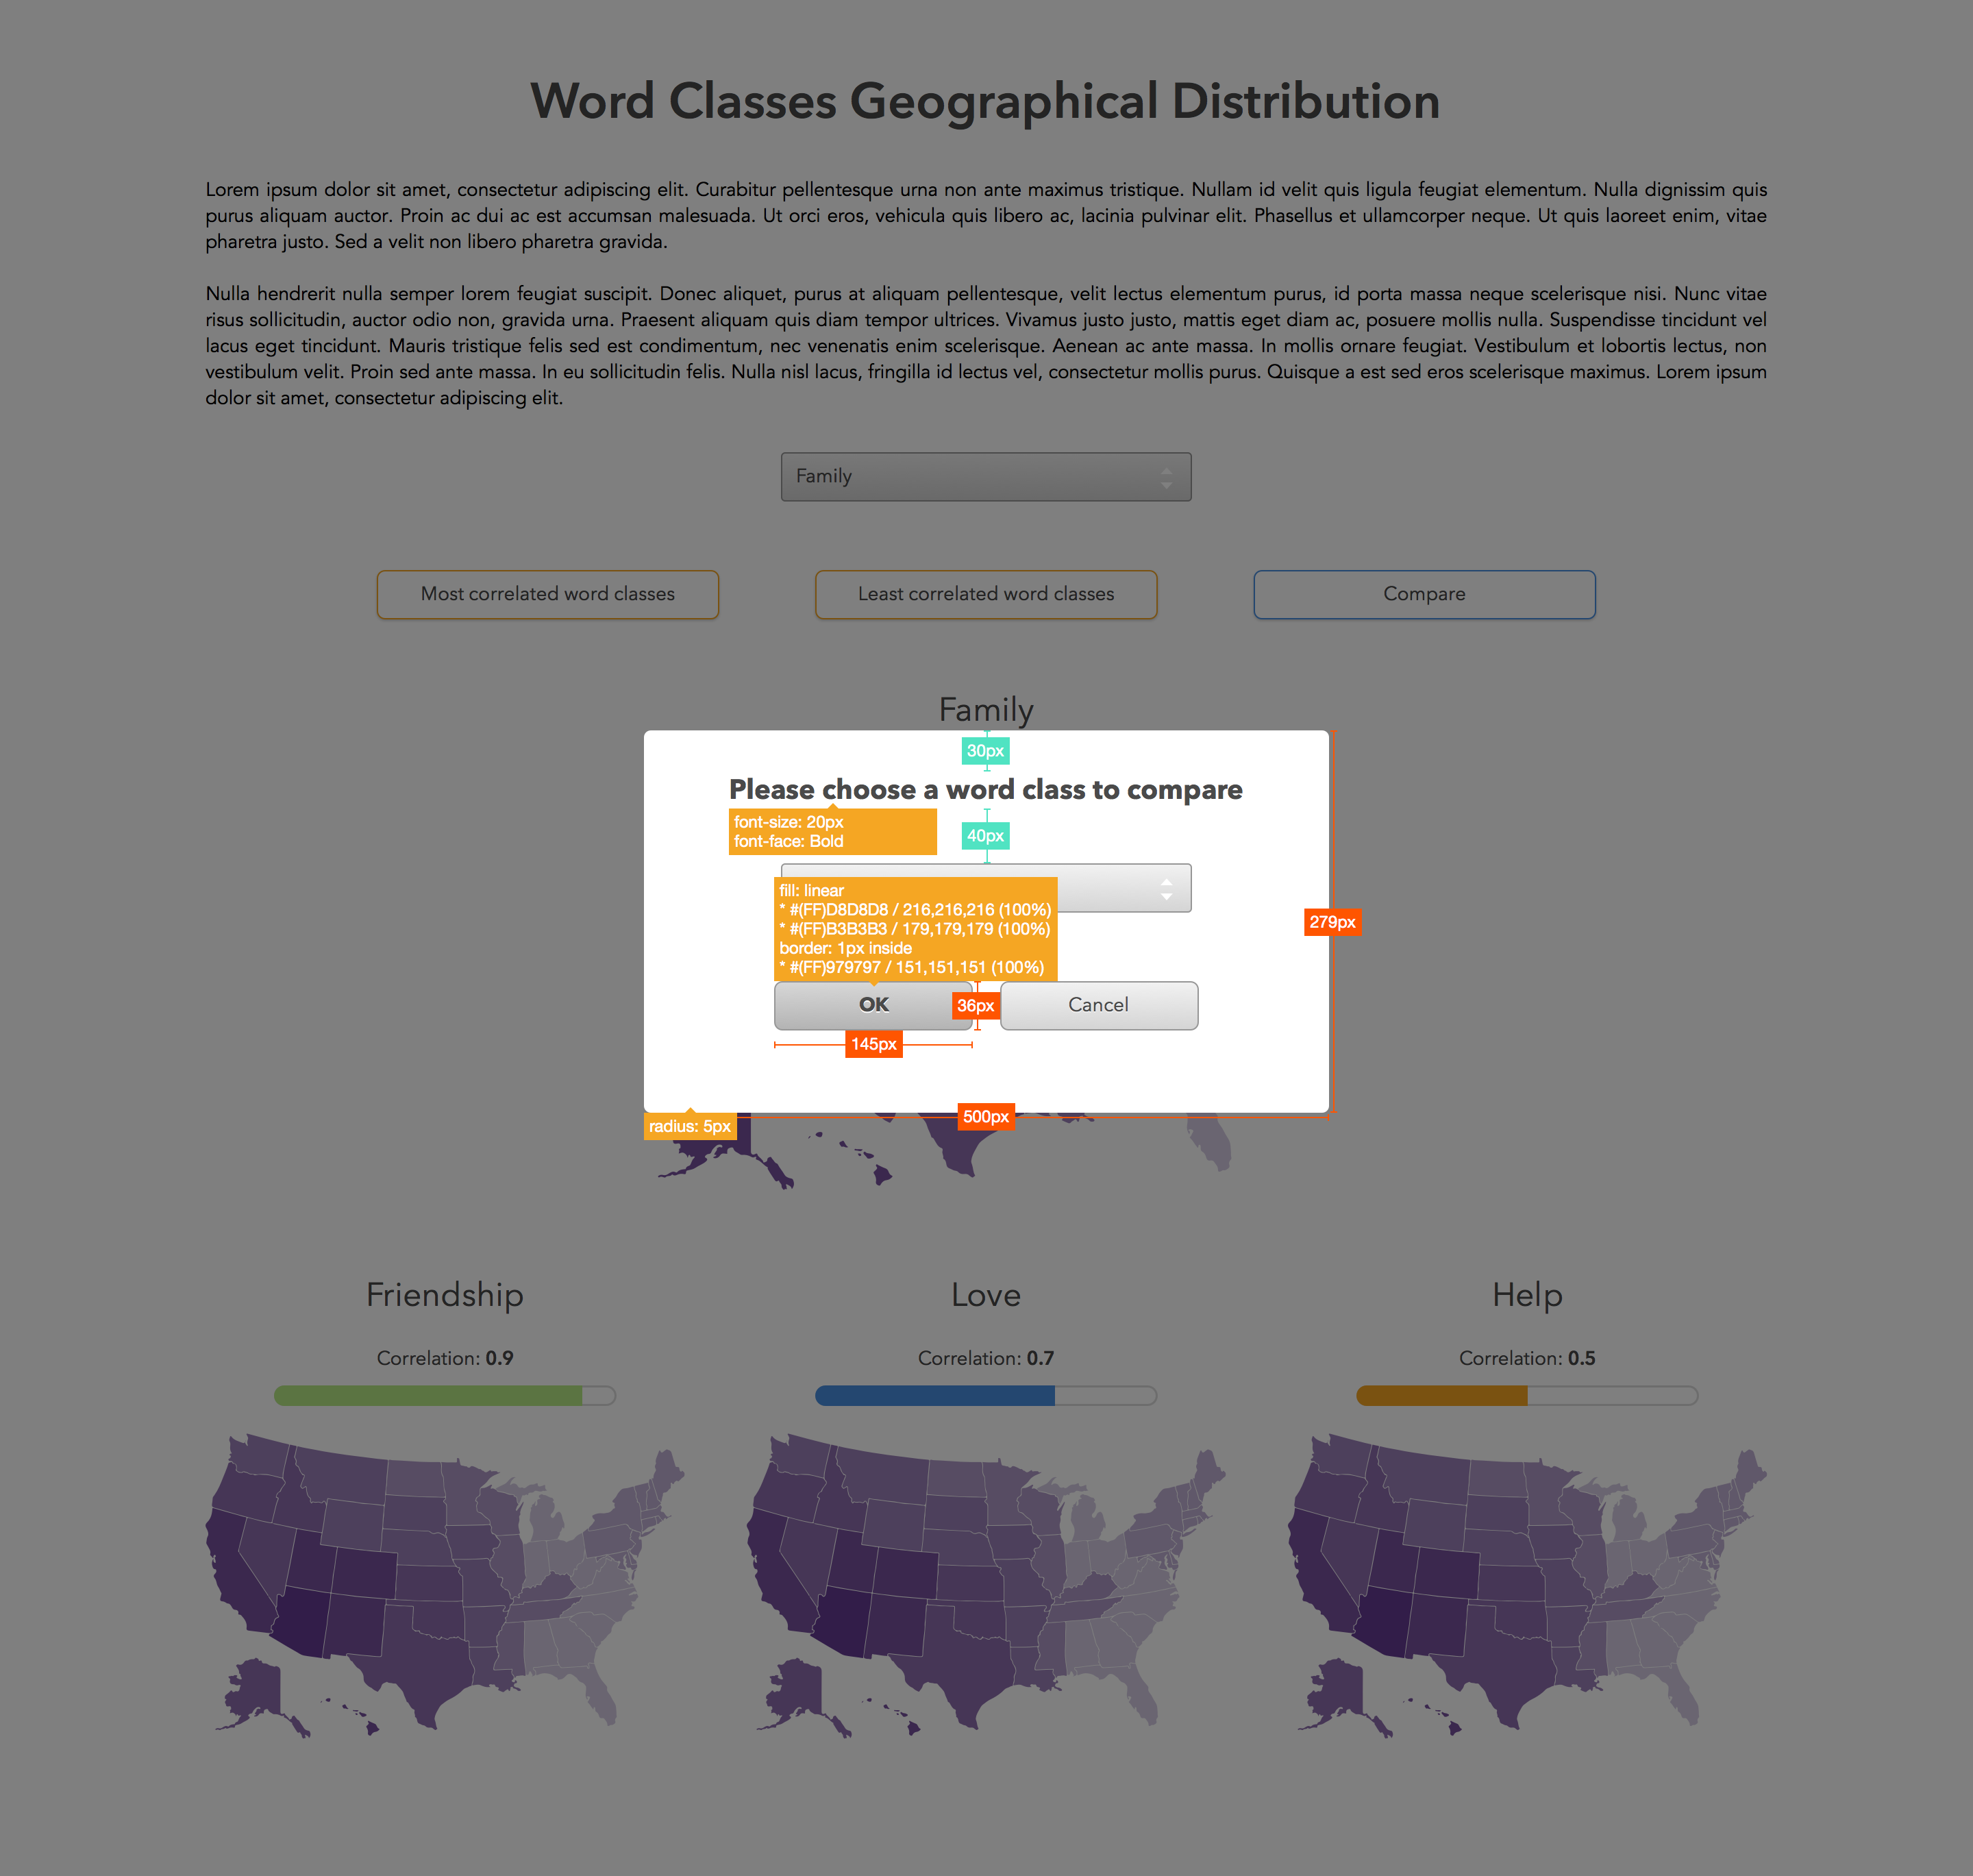 Word Classes Geographical Distribution
Lorem ipsum dolor sit amet, consectetur adipiscing elit. Curabitur pellentesque urna non ante maximus tristique. Nullam id velit quis ligula feugiat elementum. Nulla dignissim quis
purus aliquam auctor. Proin ac dui ac est accumsan malesuada. Ut orci eros, vehicula quis libero ac, lacinia pulvinar elit. Phasellus et ullamcorper neque. Ut quis laoreet enim, vitae
pharetra justo. Sed a velit non libero pharetra gravida.
Nulla hendrerit nulla semper lorem feugiat suscipit. Donec aliquet, purus at aliquam pellentesque, velit lectus elementum purus, id porta massa neque scelerisque nisi. Nunc vitae
risus sollicitudin, auctor odio non, gravida urna. Praesent aliquam quis diam tempor ultrices. Vivamus justo justo, mattis eget diam ac, posuere mollis nulla. Suspendisse tincidunt vel
lacus eget tincidunt. Mauris tristique felis sed est condimentum, nec venenatis enim scelerisque. Aenean ac ante massa. In mollis ornare feugiat. Vestibulum et lobortis lectus, non
vestibulum velit. Proin sed ante massa. In eu sollicitudin felis. Nulla nisl lacus, fringilla id lectus vel, consectetur mollis purus. Quisque a est sed eros scelerisque maximus. Lorem ipsum
dolor sit amet, consectetur adipiscing elit.
Family
Most correlated word classes
Least correlated word classes
Compare
Family
30px
Please choose a word class to compare
font-size: 20px
font-face: Bold
40px
fill: linear
* #(FF)D8D8D8 / 216,216,216 (100%)
* #(FF)B3B3B3 / 179,179,179 (100%)
border: 1px inside
* #(FF)979797 / 151,151,151 (100%)
279px
OK
36px
Cancel
145px
500px
radius: 5px
Friendship
Love
Help
Correlation: 0.9
Correlation: 0.7
Correlation: 0.5